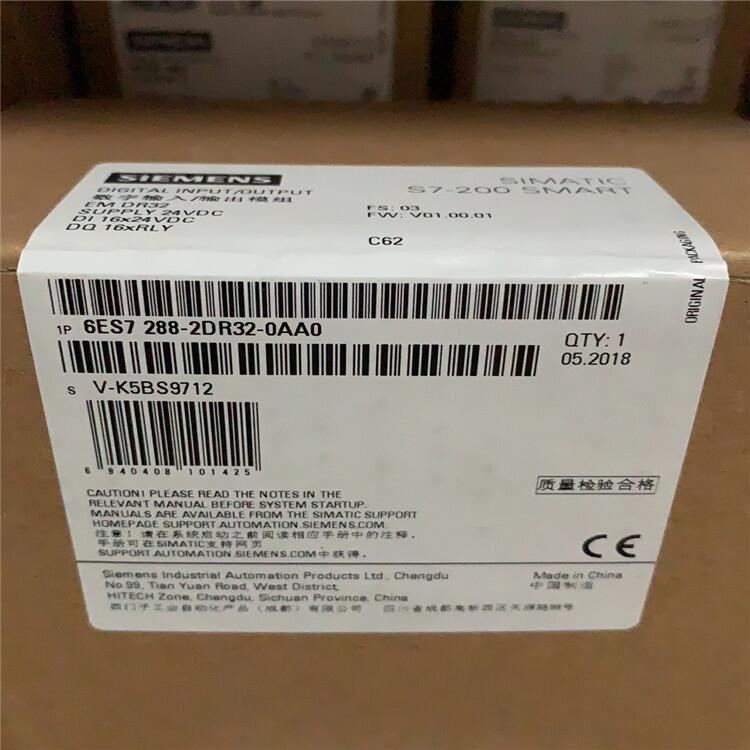 SIEMENS
SIMATIC
S7-200 SMART
DIGITAL INPUT/OUTPUT
数字输入/输出模组
EM DR32
SUPPLY 24VDC
DI 16x24VDC
DQ 16xRLY
FS: 03
FW: V01.00.01
C62
ORIGINAL PACKAGING
1P 6ES7 288-2DR32-0AA0
QTY: 1
05.2018
S V-K5BS9712
6 940408 101425
质量检验合格
CAUTION! PLEASE READ THE NOTES IN THE
RELEVANT MANUAL BEFORE SYSTEM STARTUP.
MANUALS ARE AVAILABLE FROM THE SIMATIC SUPPORT
HOMEPAGE SUPPORT.AUTOMATION.SIEMENS.COM.
注意！请在系统启动之前阅读相应手册中的注释。
手册可在SIMATIC支持网页
SUPPORT.AUTOMATION.SIEMENS.COM中获得。
CE
Siemens Industrial Automation Products Ltd., Chengdu
No.99, Tian Yuan Road, West District,
HITECH Zone, Chengdu, Sichuan Province, China
西门子工业自动化产品（成都）有限公司 四川省成都高新西区天源路99号
Made in China
中国制造